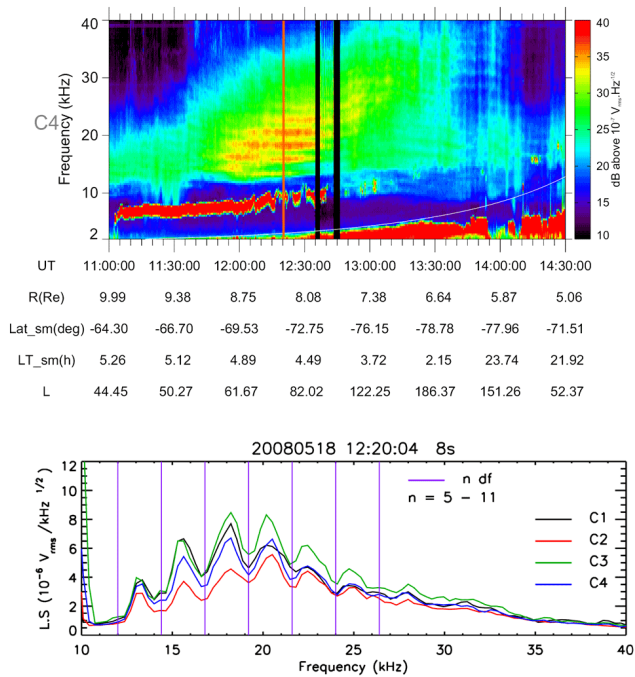 40
30
20
10
2
Frequency (kHz)
C4
40
35
30
25
20
15
10
dB above 10⁻⁷ Vrms.Hz⁻¹/²
UT 11:00:00 11:30:00 12:00:00 12:30:00 13:00:00 13:30:00 14:00:00 14:30:00
R(Re) 9.99 9.38 8.75 8.08 7.38 6.64 5.87 5.06
Lat_sm(deg) -64.30 -66.70 -69.53 -72.75 -76.15 -78.78 -77.96 -71.51
LT_sm(h) 5.26 5.12 4.89 4.49 3.72 2.15 23.74 21.92
L 44.45 50.27 61.67 82.02 122.25 186.37 151.26 52.37
20080518 12:20:04 8s
12
10
8
6
4
2
0
L.S (10⁻⁶ Vrms /kHz ¹/²)
n df
n = 5 - 11
C1
C2
C3
C4
10 15 20 25 30 35 40
Frequency (kHz)